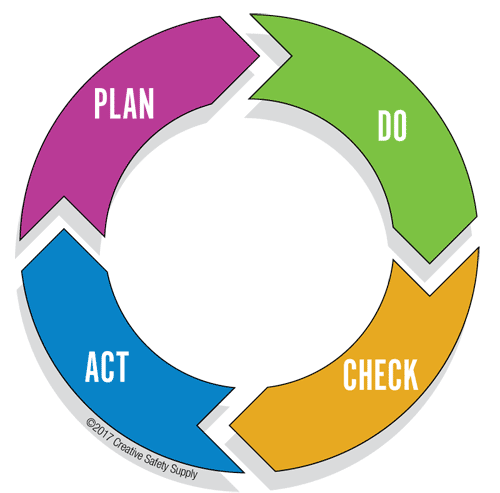 PLAN
DO
CHECK
ACT
©2017 Creative Safety Supply